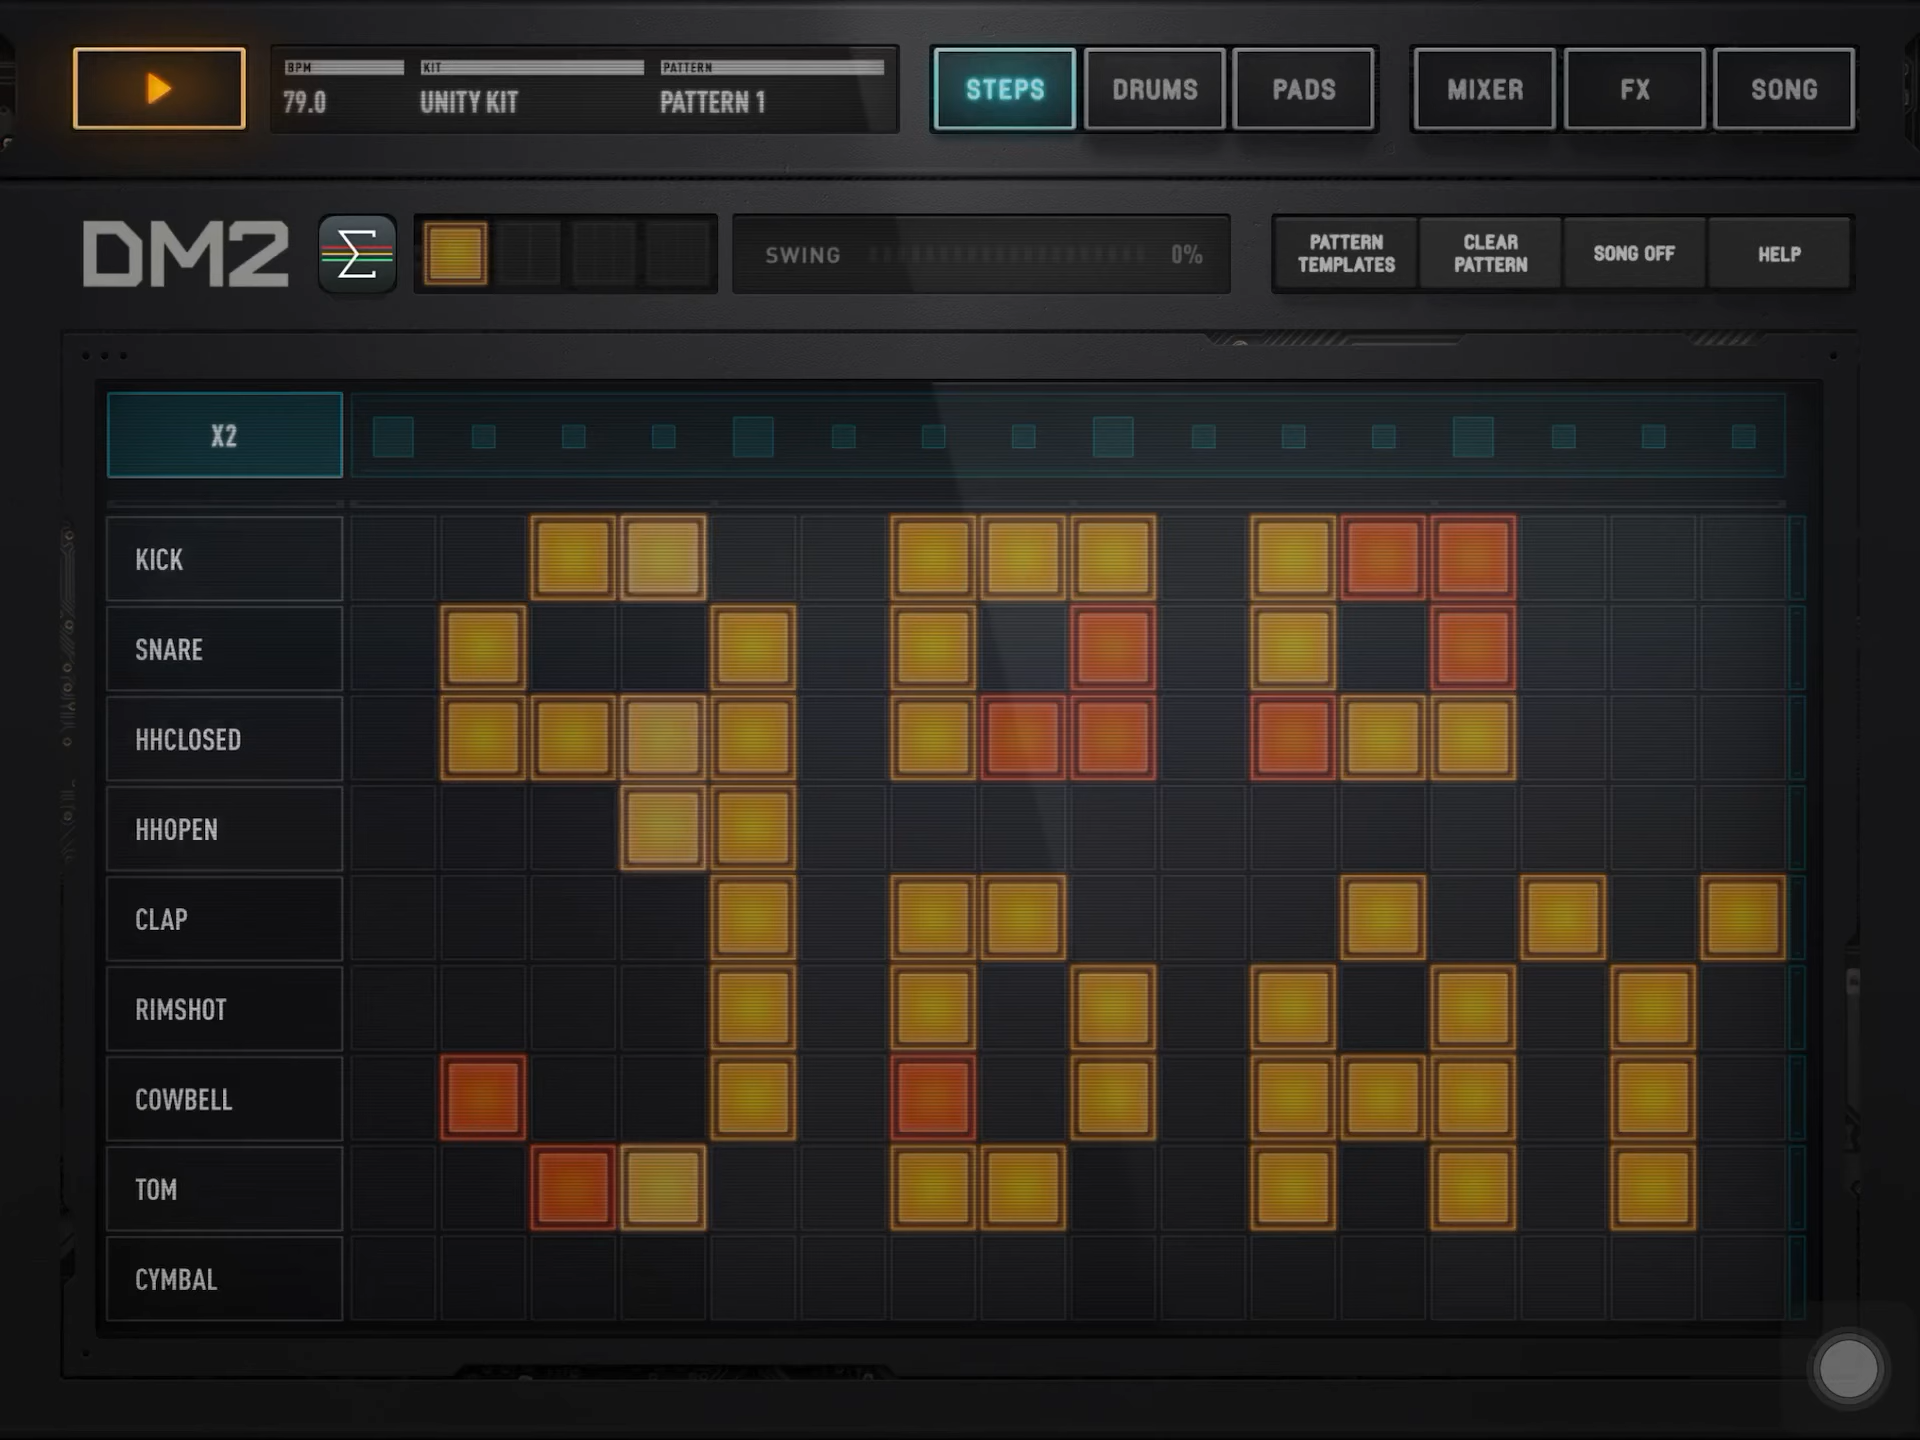 BPM KIT PATTERN
79.0 UNITY KIT PATTERN 1
STEPS DRUMS PADS MIXER FX SONG
DM2 Σ SWING 0% PATTERN TEMPLATES CLEAR PATTERN SONG OFF HELP
X2
KICK
SNARE
HHCLOSED
HHOPEN
CLAP
RIMSHOT
COWBELL
TOM
CYMBAL